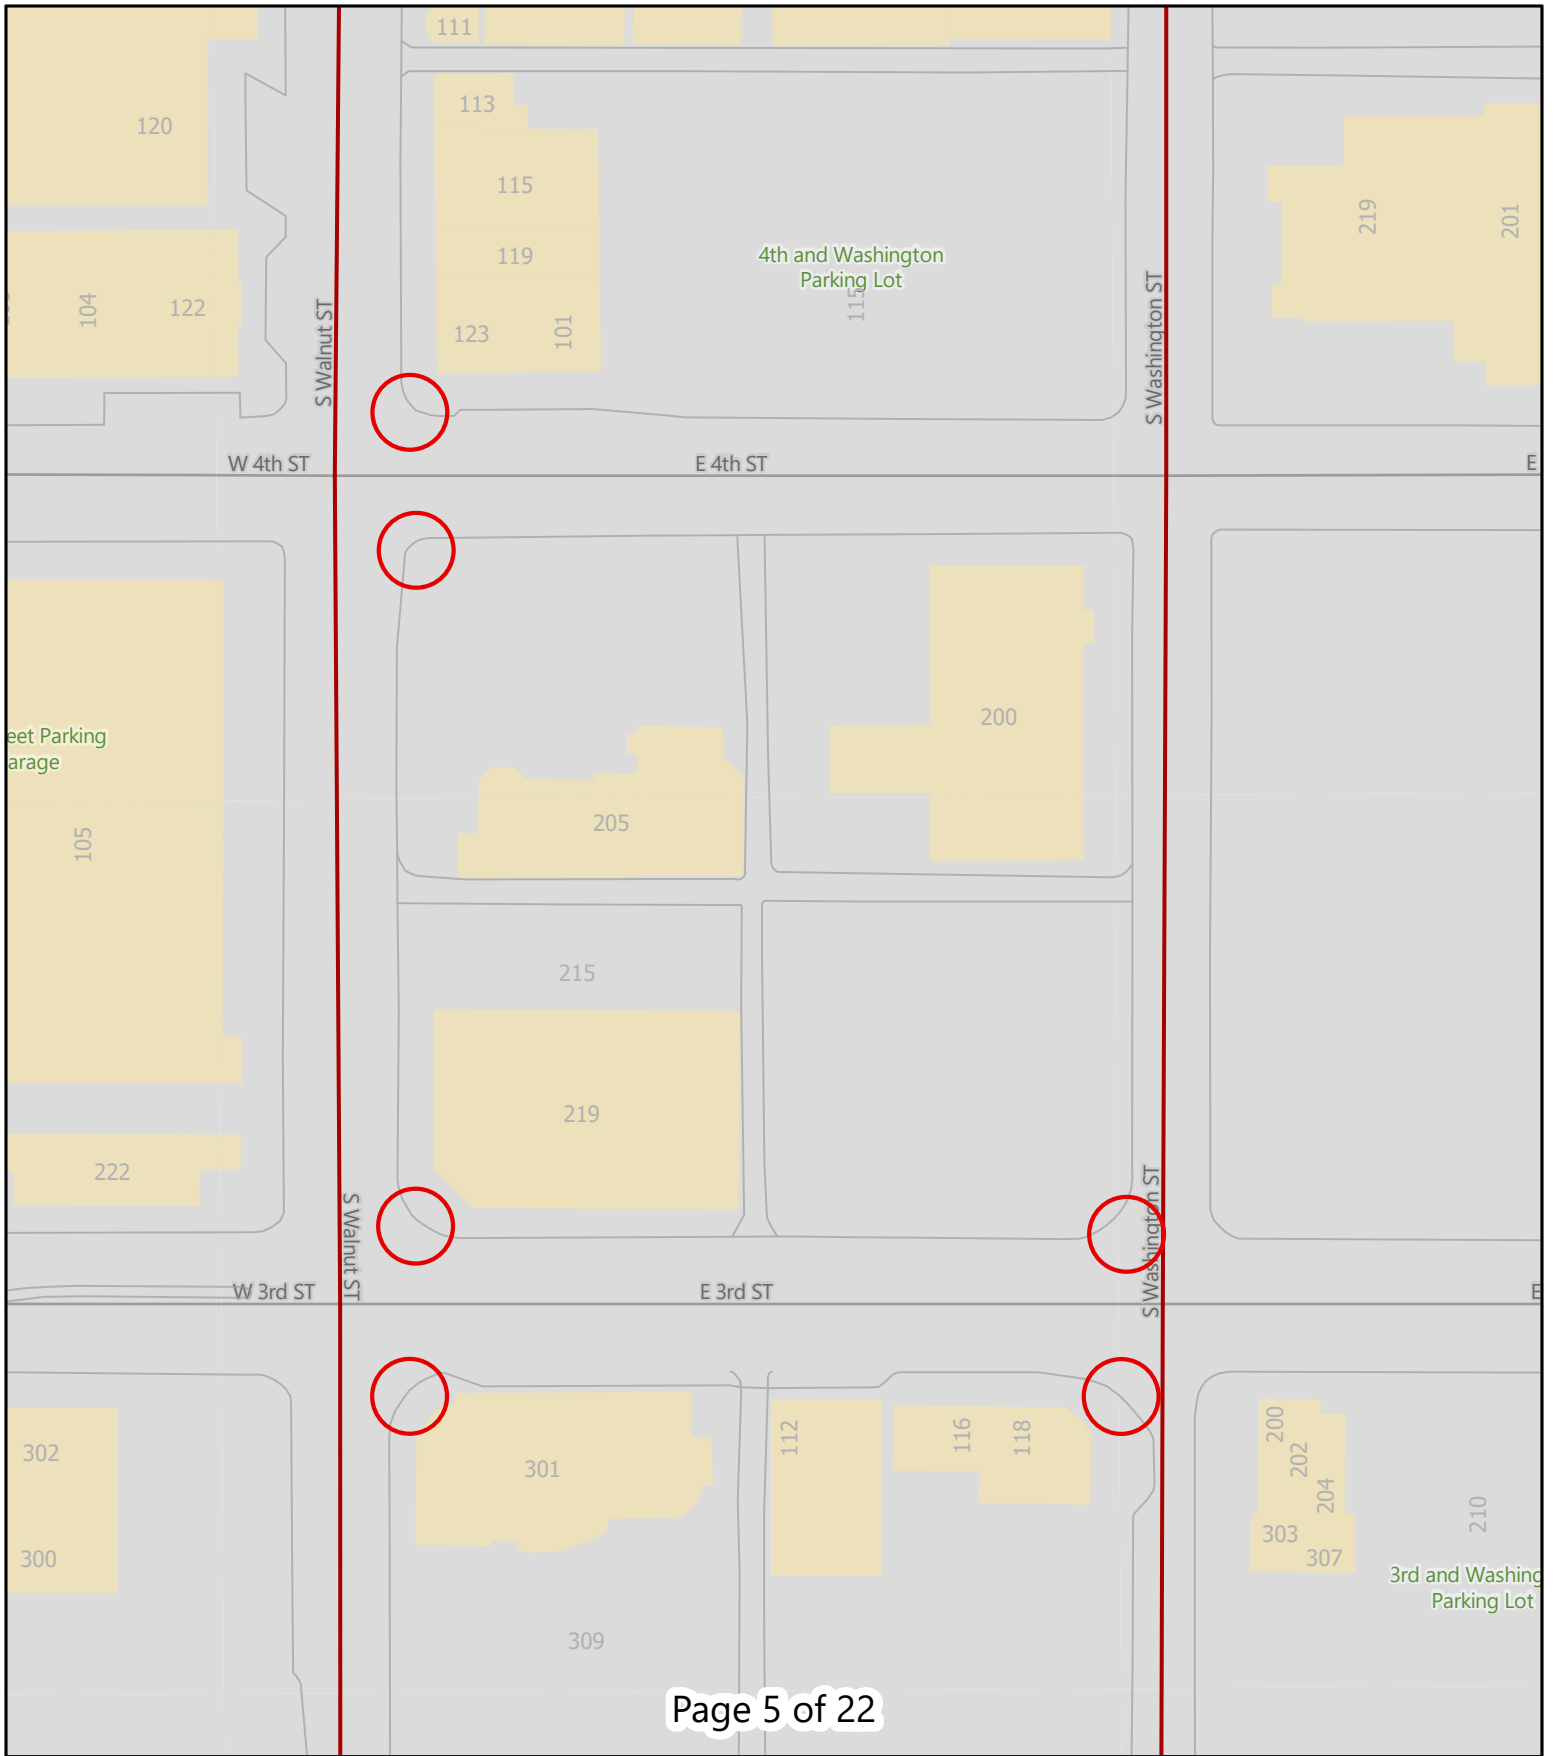 111
113
120
115
219
201
119
4th and Washington
Parking Lot
115
104
122
123
101
S Walnut ST
S Washington ST
W 4th ST
E 4th ST
E
200
eet Parking
arage
205
105
215
219
222
S Walnut ST
S Washington ST
W 3rd ST
E 3rd ST
E
302
301
112
116
118
200
202
204
210
303
307
300
3rd and Washing
Parking Lot
309
Page 5 of 22